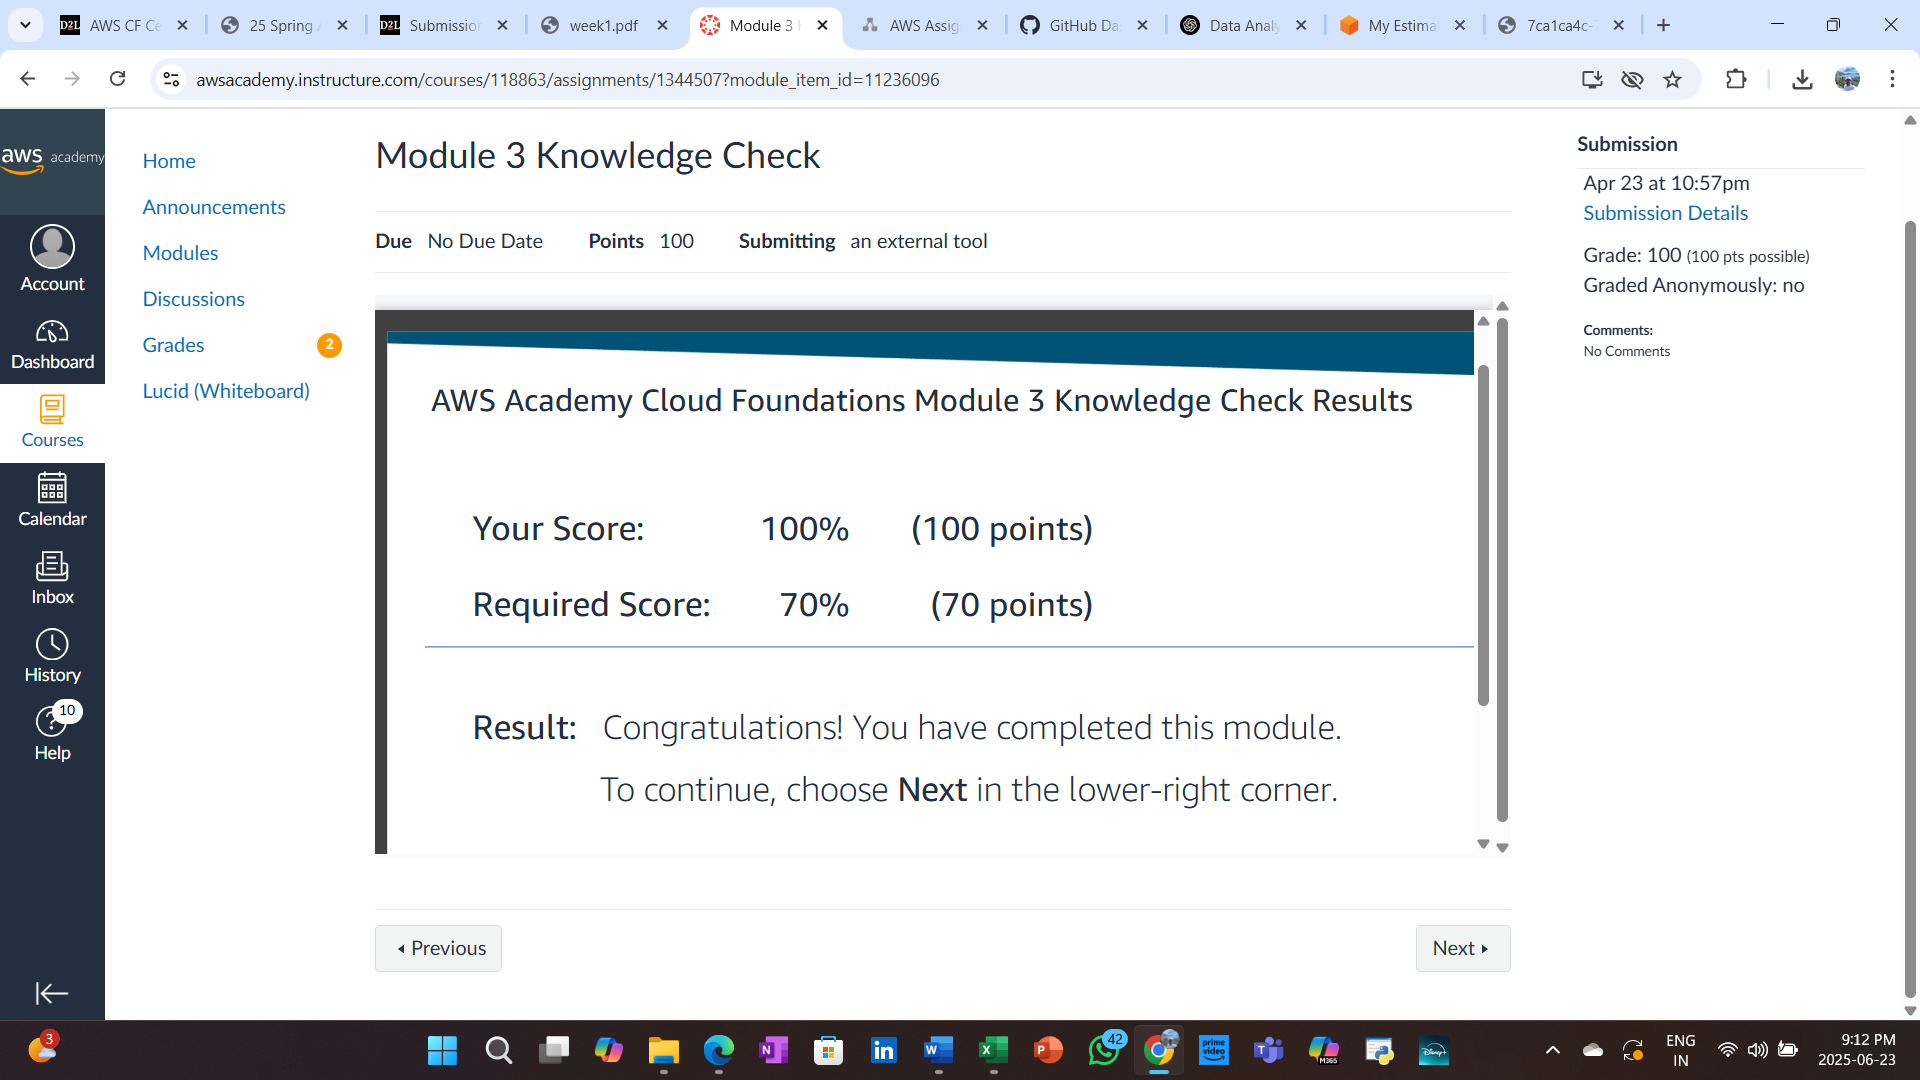 AWS CF Ce
25 Spring
Submission
week1.pdf
Module 3
AWS Assig
GitHub Da
Data Analy
My Estima
7ca1ca4c-
awsacademy.instructure.com/courses/118863/assignments/1344507?module_item_id=11236096
aws academy
Account
Dashboard
Courses
Calendar
Inbox
History
10
Help
Home
Announcements
Modules
Discussions
Grades 2
Lucid (Whiteboard)
Module 3 Knowledge Check
Due No Due Date Points 100 Submitting an external tool
AWS Academy Cloud Foundations Module 3 Knowledge Check Results
Your Score: 100% (100 points)
Required Score: 70% (70 points)
Result: Congratulations! You have completed this module.
To continue, choose Next in the lower-right corner.
Previous
Next
Submission
Apr 23 at 10:57pm
Submission Details
Grade: 100 (100 pts possible)
Graded Anonymously: no
Comments:
No Comments
3
42
prime video
M365
Disney+
ENG
IN
9:12 PM
2025-06-23